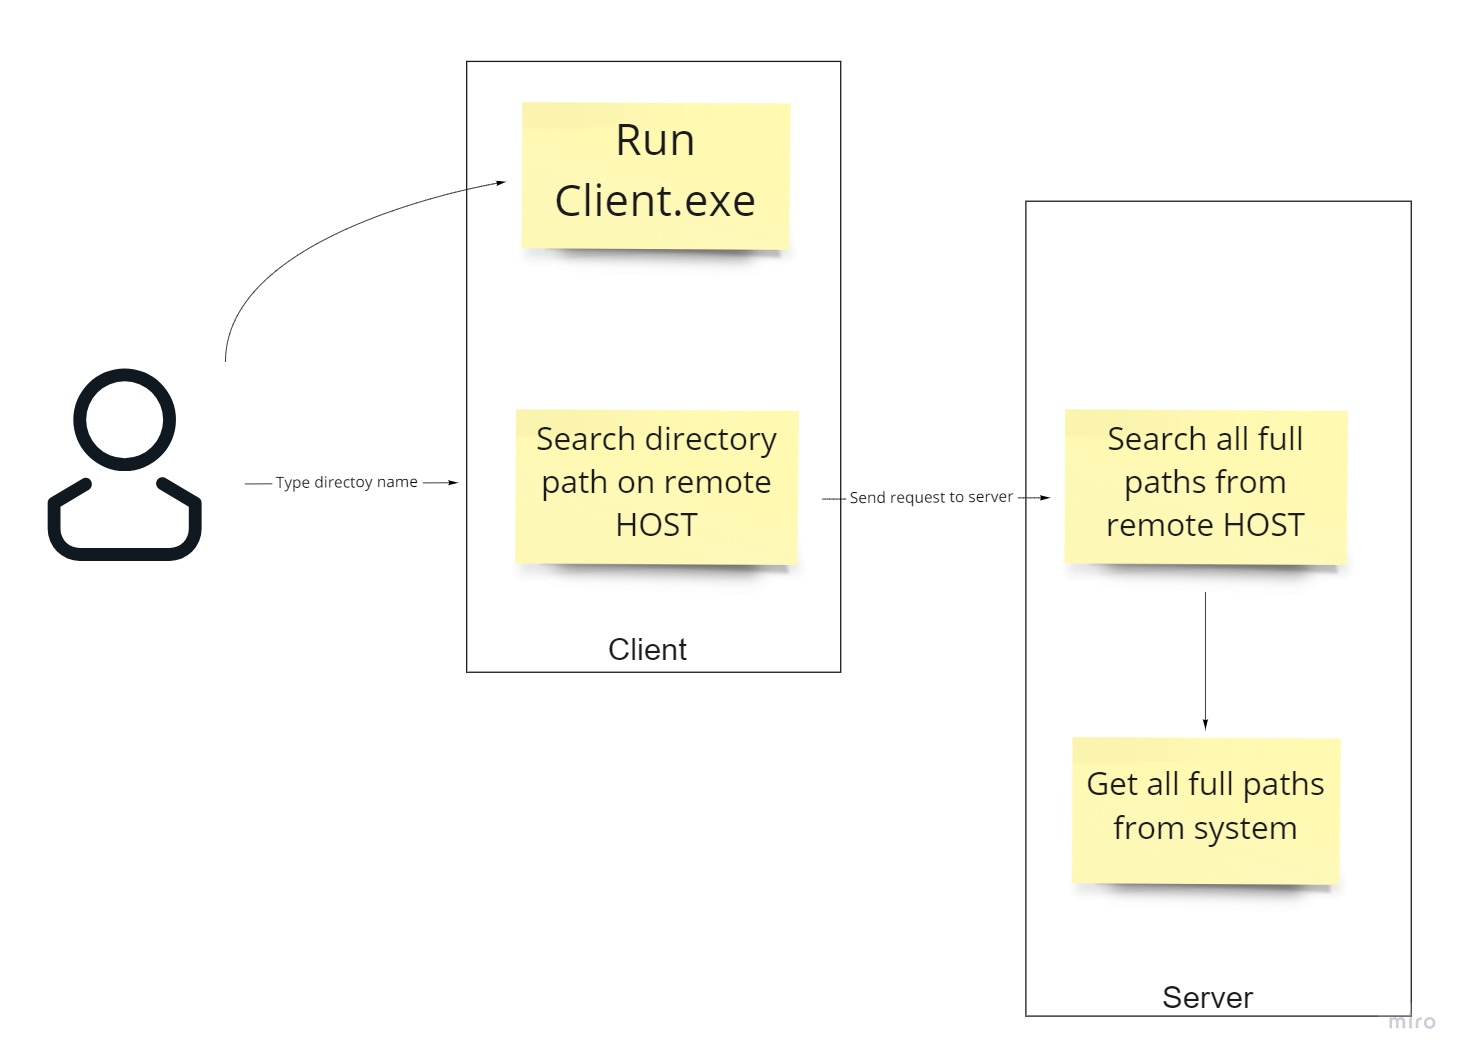 Run
Client.exe
Type directoy name
Search directory
path on remote
HOST
Send request to server
Search all full
paths from
remote HOST
Client
Get all full paths
from system
Server
miro